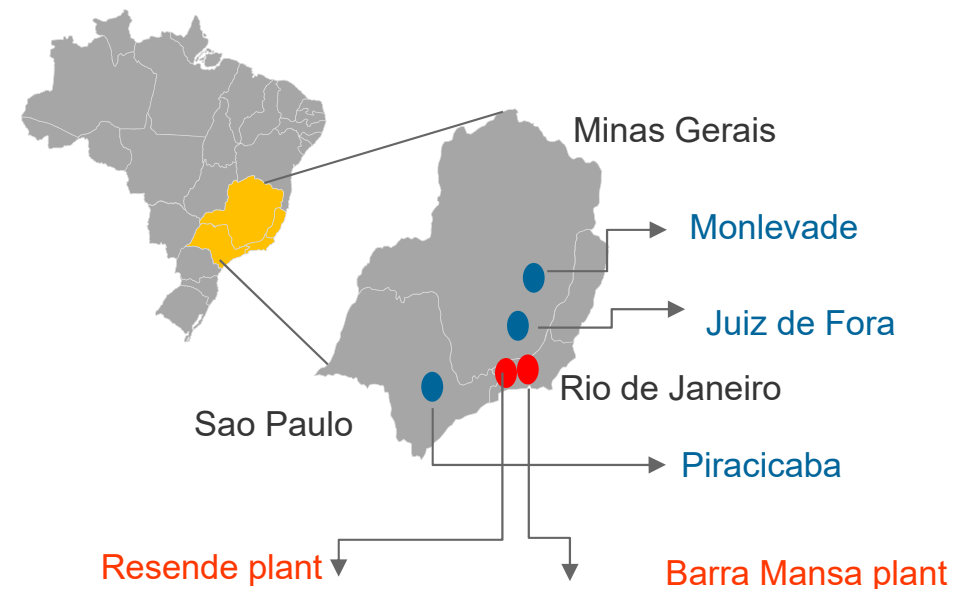 Minas Gerais
Monlevade
Juiz de Fora
Rio de Janeiro
Sao Paulo
Piracicaba
Resende plant
Barra Mansa plant